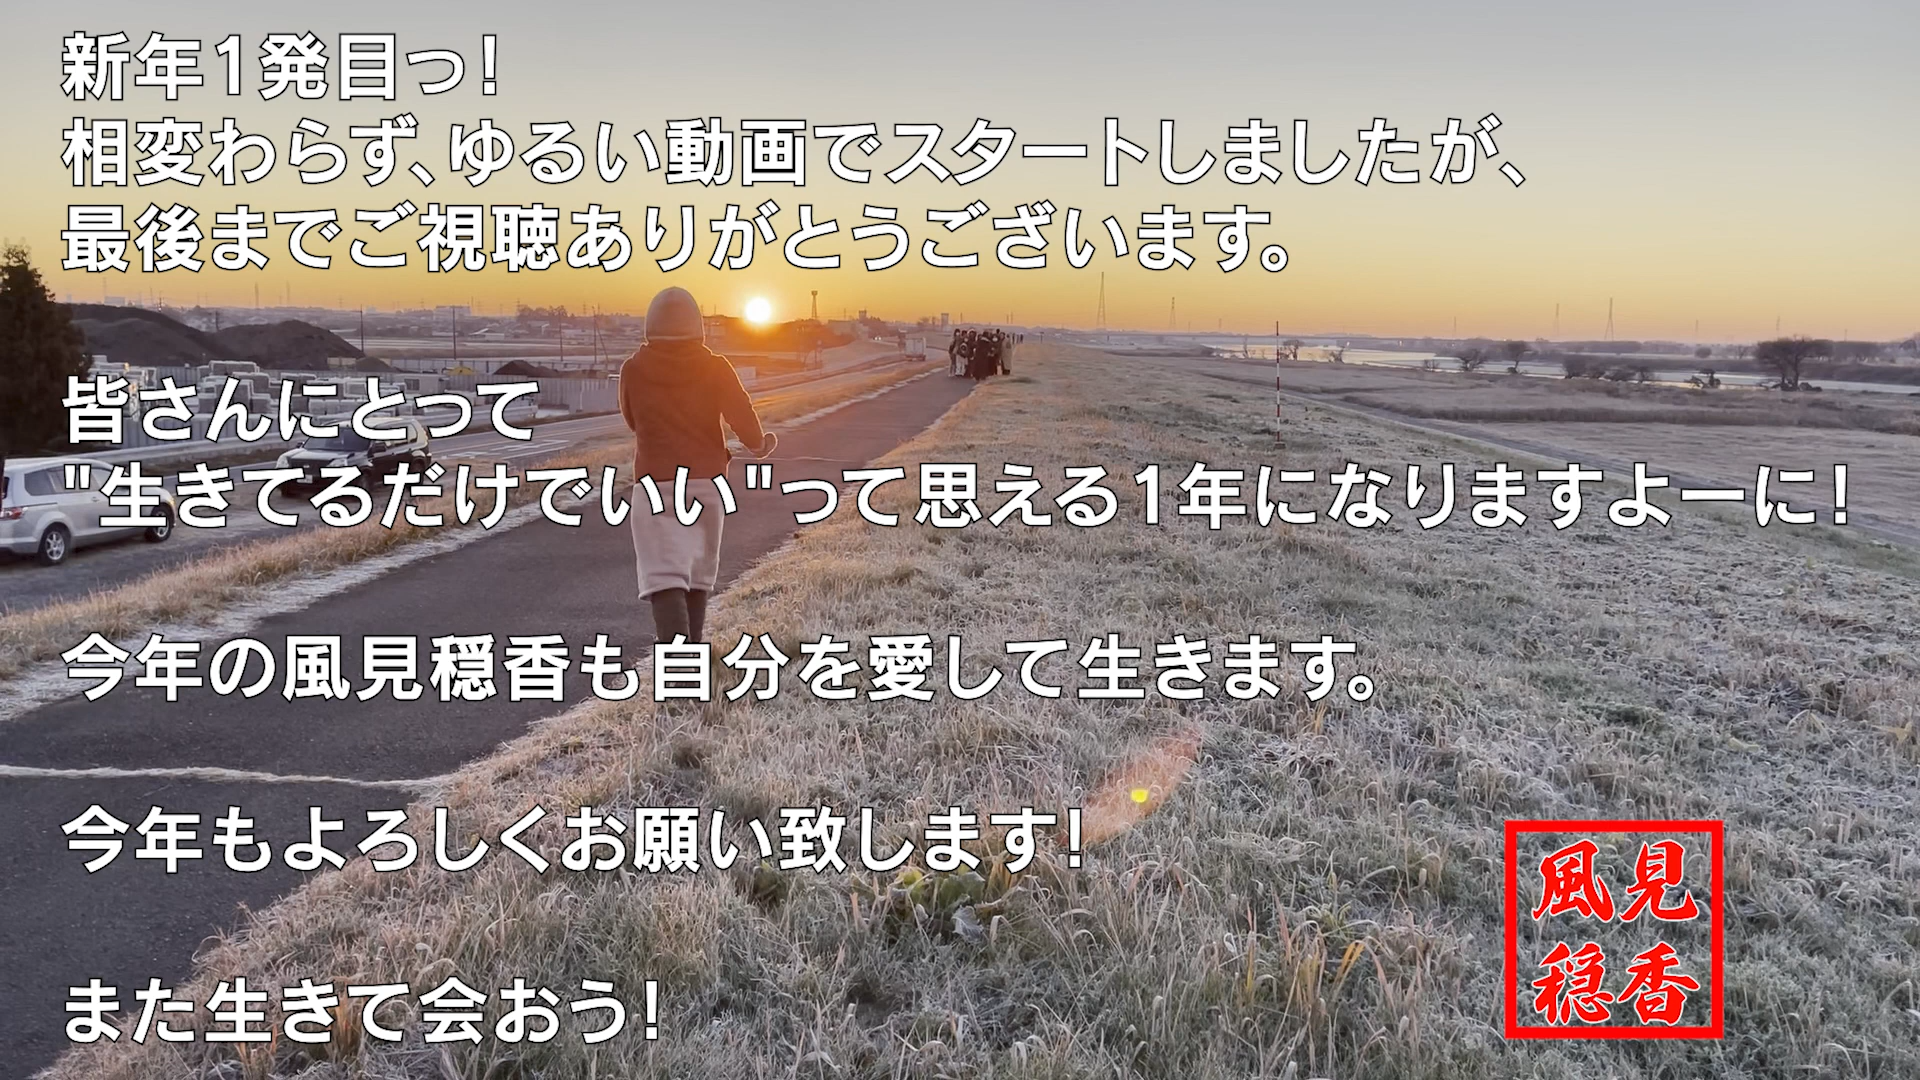 新年1発目っ!
相変わらず、ゆるい動画でスタートしましたが、
最後までご視聴ありがとうございます。
皆さんにとって
"生きてるだけでいい"って思える1年になりますよーに!
今年の風見穏香も自分を愛して生きます。
今年もよろしくお願い致します!
また生きて会おう!
風見
穏香